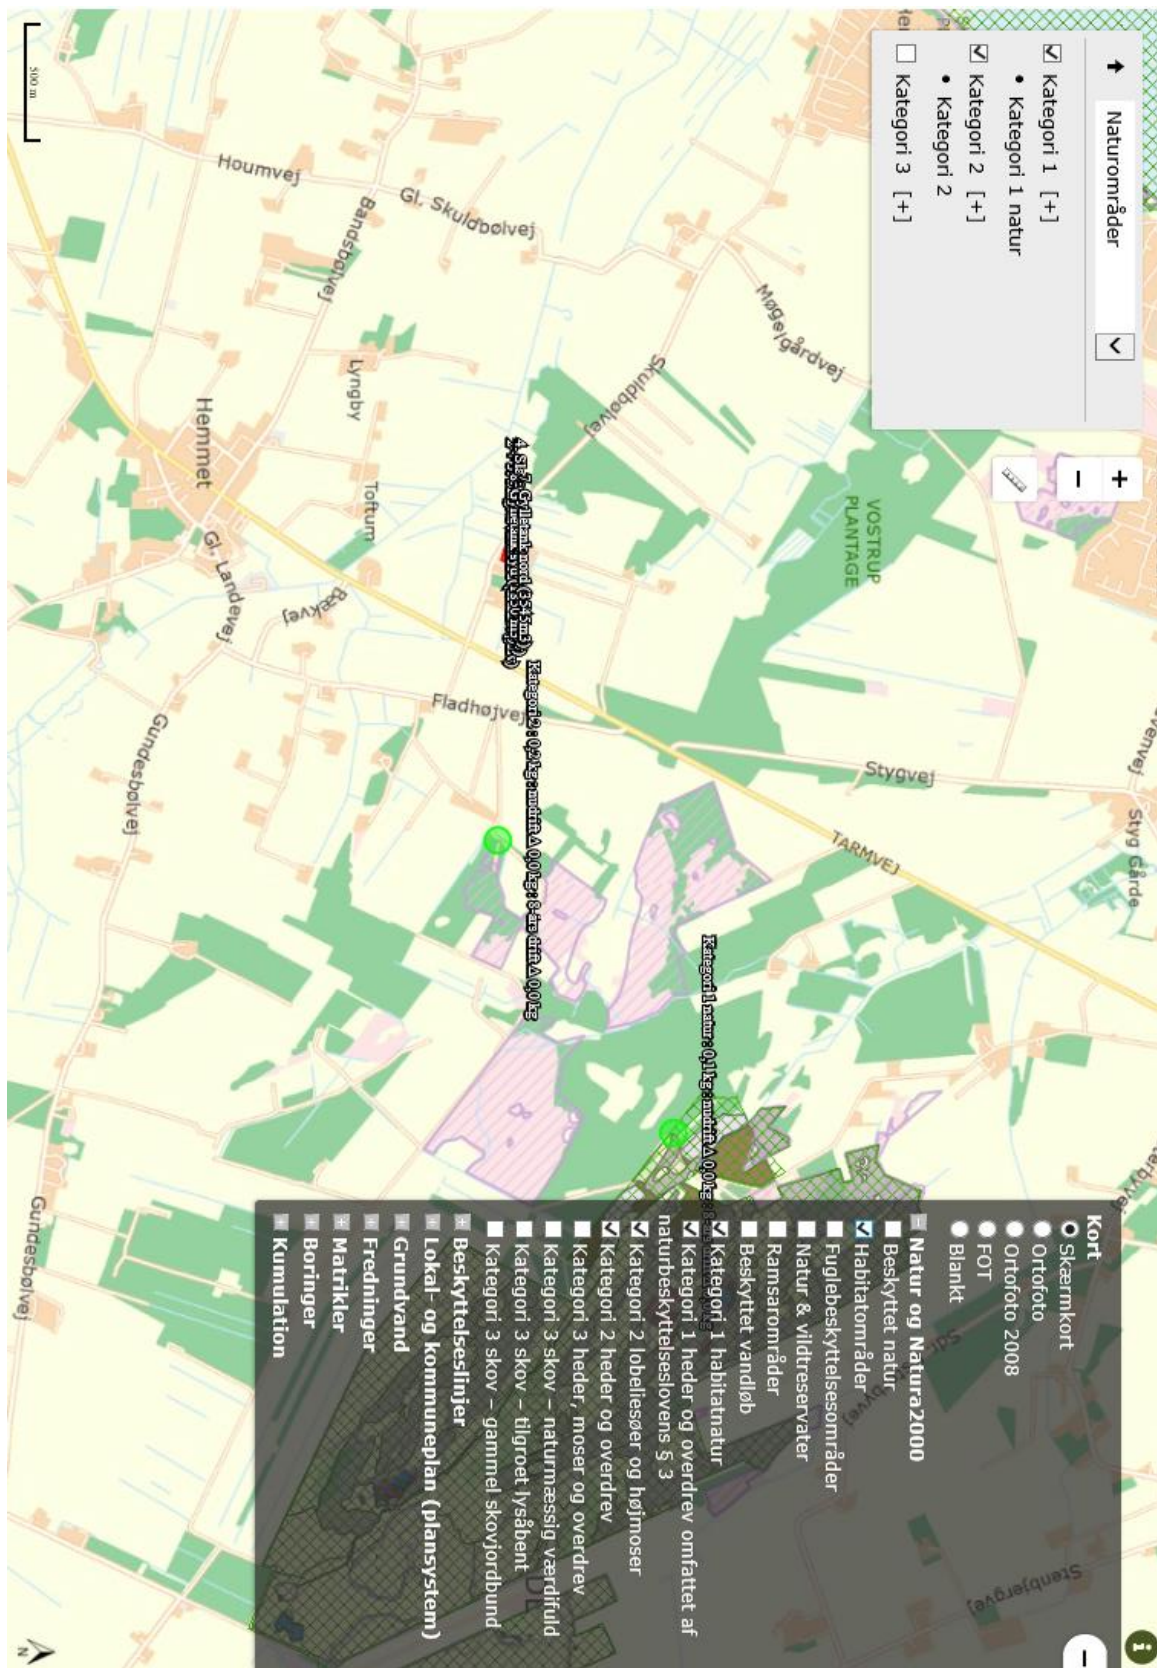 Naturområder
Kategori 1 [+]
• Kategori 1 natur
Kategori 2 [+]
• Kategori 2
Kategori 3 [+]
+
−
500 m
Houmvej
Gl. Skuldbølvej
Bandsbølvej
Møgelgårdvej
Skuldbølvej
Lyngby
Hemmet
Toftum
Gl. Landevej
Bækvej
VOSTRUP
PLANTAGE
Fladhøjvej
Stygvej
Styg Gårde
TARMVEJ
Gundesbølvej
Gundesbølvej
Stenbjergvej
Kategori 2 : 0,2 kg : nudrift Δ 0,0 kg : 8-års drift Δ 0,0 kg
Kategori 1 natur : 0,1 kg : nudrift Δ 0,0 kg
Kort
Skærmkort
Ortofoto
Ortofoto 2008
FOT
Blankt
Natur og Natura2000
Beskyttet natur
Habitatområder
Fuglebeskyttelsesområder
Natur & vildtreservater
Ramsarområder
Beskyttet vandløb
Kategori 1 habitatnatur
Kategori 1 heder og overdrev omfattet af
naturbeskyttelseslovens § 3
Kategori 2 lobeliesøer og højmoser
Kategori 2 heder og overdrev
Kategori 3 heder, moser og overdrev
Kategori 3 skov – naturmæssig værdifuld
Kategori 3 skov – tilgroet lysåbent
Kategori 3 skov – gammel skovjordbund
Beskyttelseslinjer
Lokal- og kommuneplan (plansystem)
Grundvand
Fredninger
Matrikler
Boringer
Kumulation
−
i
N